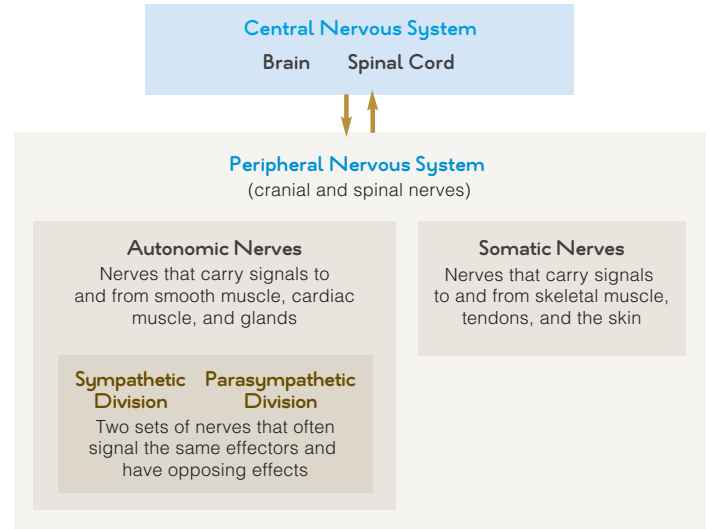 Central Nervous System
Brain Spinal Cord
Peripheral Nervous System
(cranial and spinal nerves)
Autonomic Nerves
Nerves that carry signals to
and from smooth muscle, cardiac
muscle, and glands
Sympathetic Division
Parasympathetic Division
Two sets of nerves that often
signal the same effectors and
have opposing effects
Somatic Nerves
Nerves that carry signals
to and from skeletal muscle,
tendons, and the skin